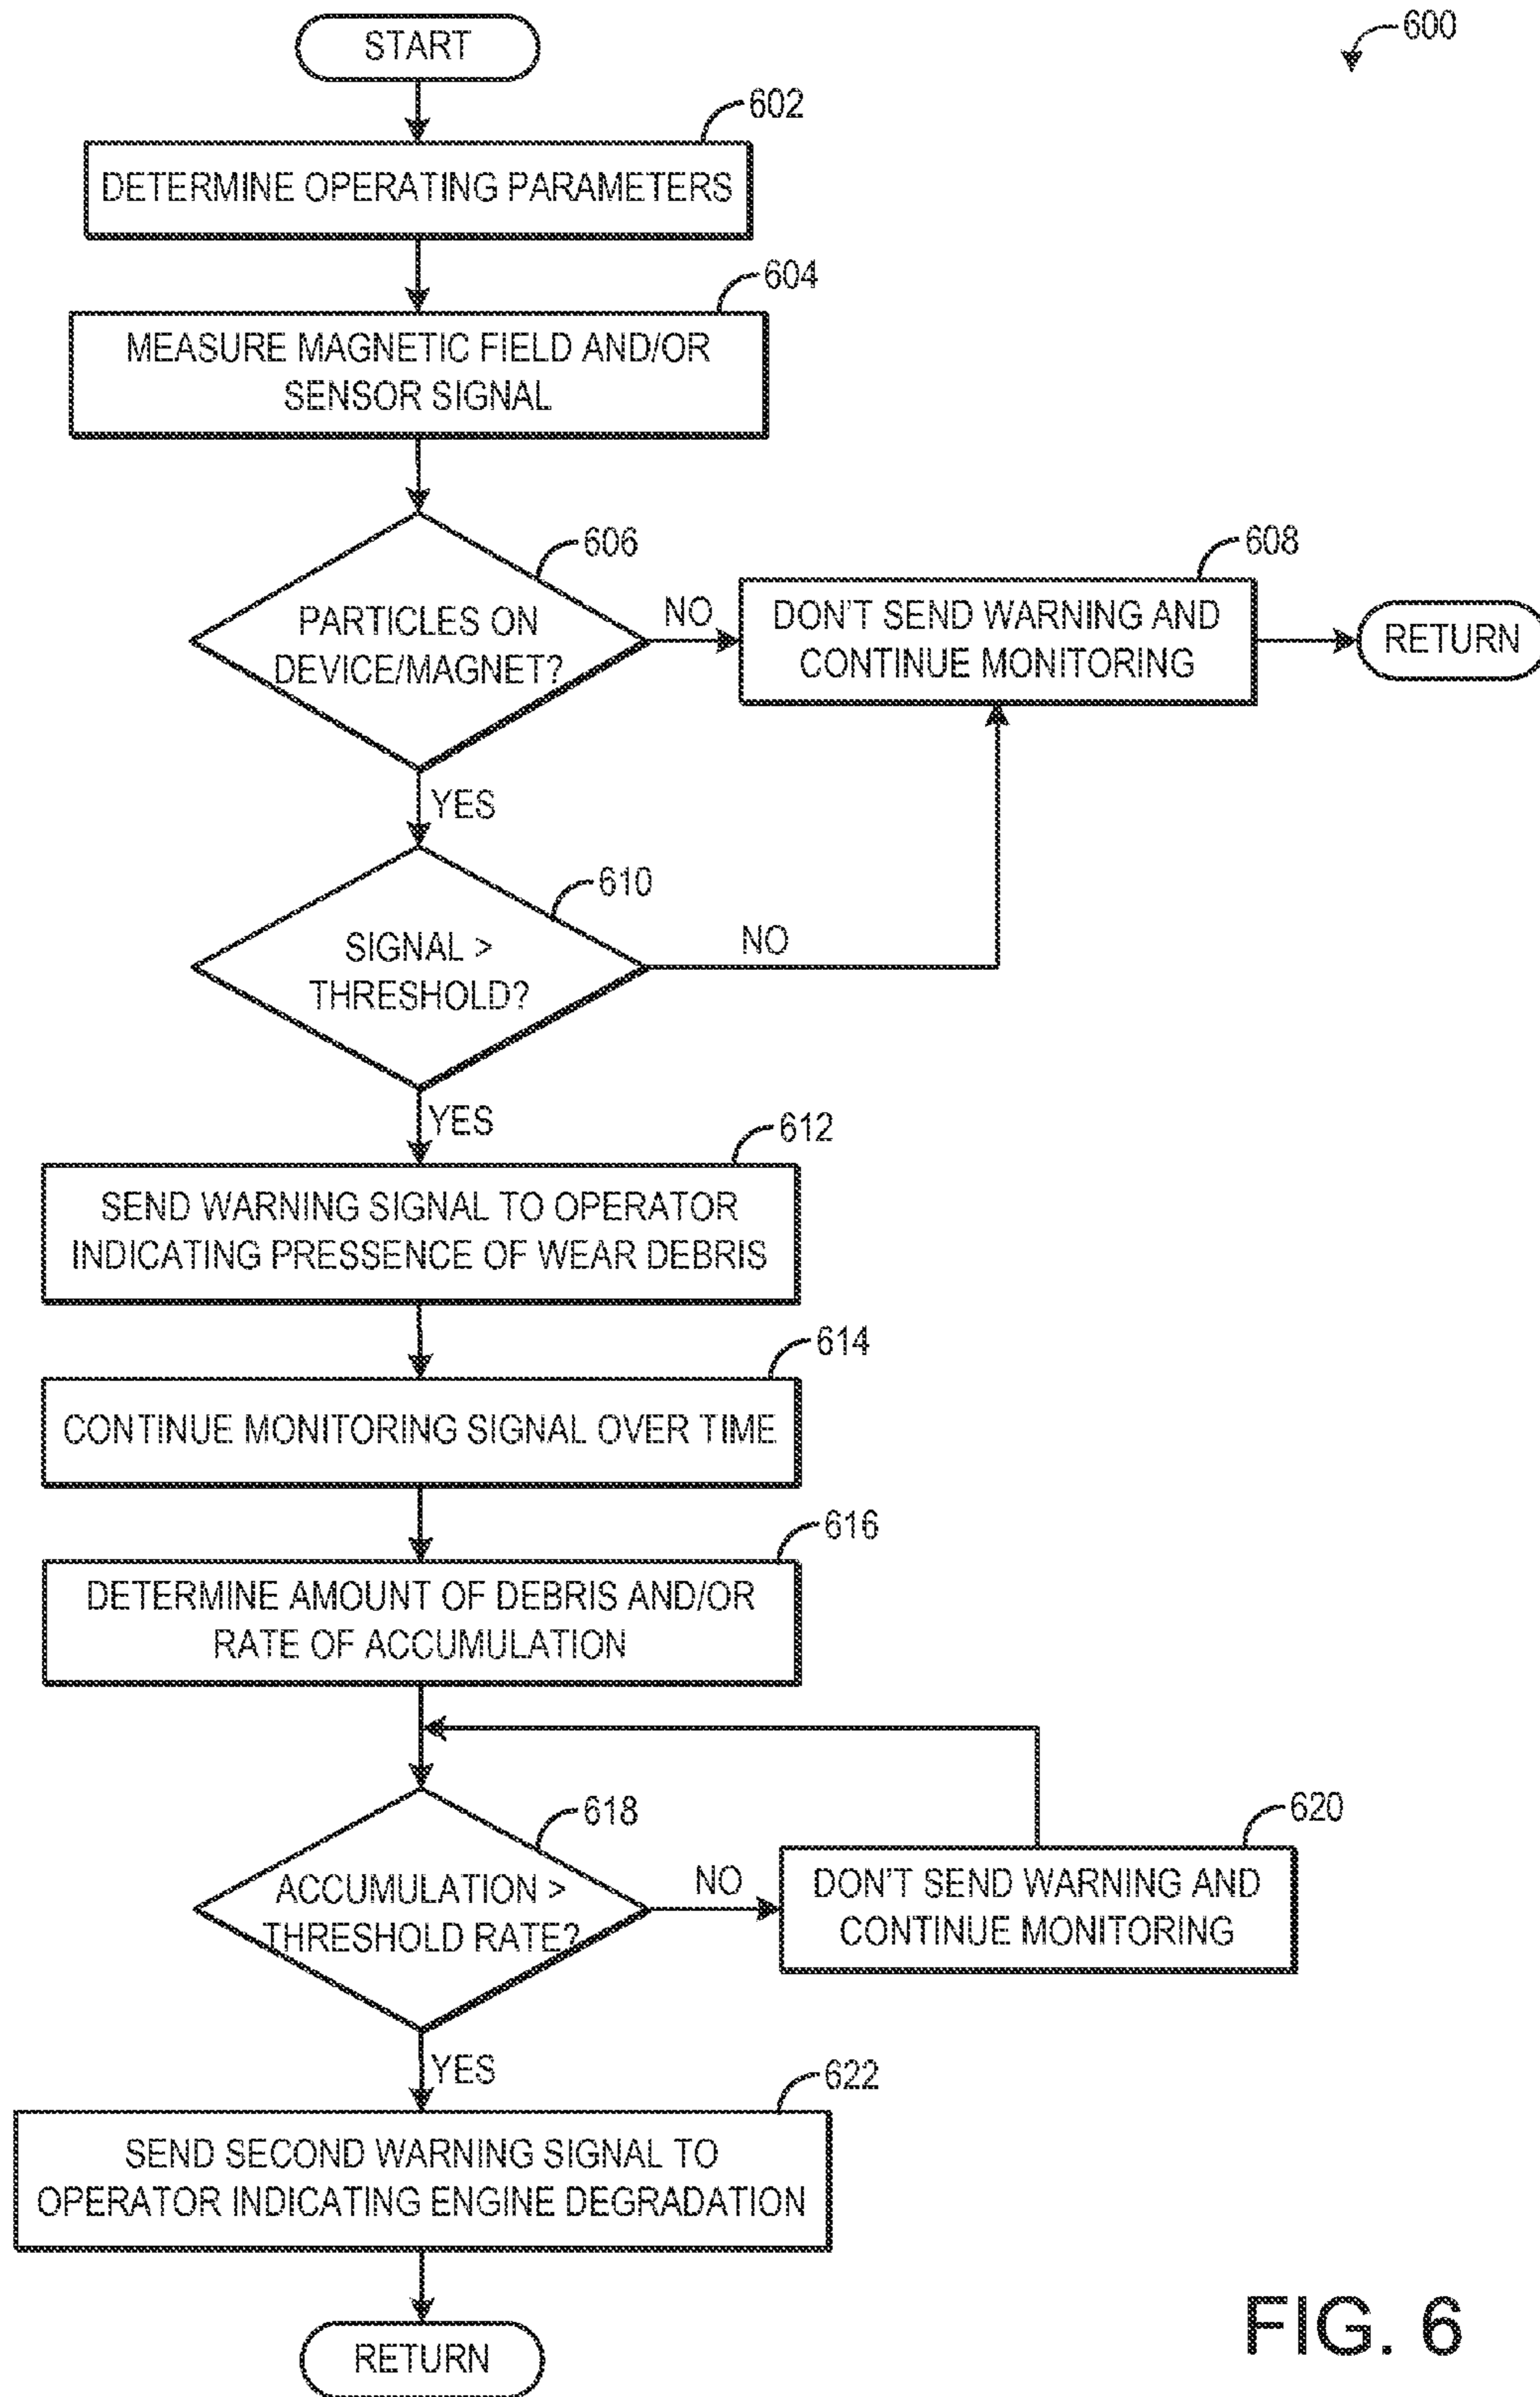 START
600
602
DETERMINE OPERATING PARAMETERS
604
MEASURE MAGNETIC FIELD AND/OR
SENSOR SIGNAL
606
PARTICLES ON
DEVICE/MAGNET?
NO
608
DON'T SEND WARNING AND
CONTINUE MONITORING
RETURN
YES
610
SIGNAL >
THRESHOLD?
NO
YES
612
SEND WARNING SIGNAL TO OPERATOR
INDICATING PRESSENCE OF WEAR DEBRIS
614
CONTINUE MONITORING SIGNAL OVER TIME
616
DETERMINE AMOUNT OF DEBRIS AND/OR
RATE OF ACCUMULATION
618
ACCUMULATION >
THRESHOLD RATE?
NO
620
DON'T SEND WARNING AND
CONTINUE MONITORING
YES
622
SEND SECOND WARNING SIGNAL TO
OPERATOR INDICATING ENGINE DEGRADATION
RETURN
FIG. 6